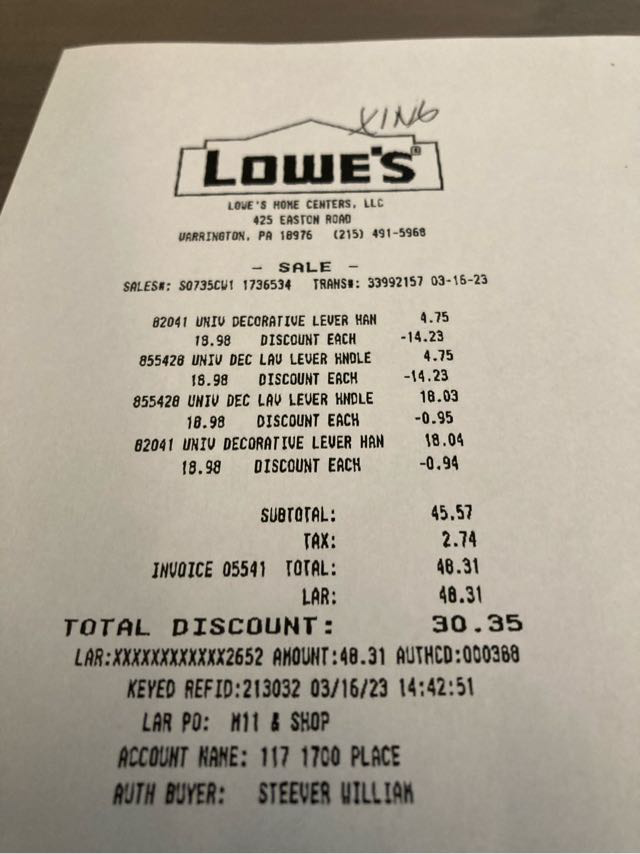 XING
LOWE'S®
LOWE'S HOME CENTERS, LLC
425 EASTON ROAD
WARRINGTON, PA 18976 (215) 491-5968
- SALE -
SALES#: S0735CW1 1736534 TRANS#: 33992157 03-16-23
82041 UNIV DECORATIVE LEVER HAN 4.75
18.98 DISCOUNT EACH -14.23
855428 UNIV DEC LAV LEVER HNDLE 4.75
18.98 DISCOUNT EACH -14.23
855428 UNIV DEC LAV LEVER HNDLE 18.03
18.98 DISCOUNT EACH -0.95
82041 UNIV DECORATIVE LEVER HAN 18.04
18.98 DISCOUNT EACH -0.94
SUBTOTAL: 45.57
TAX: 2.74
INVOICE 05541 TOTAL: 48.31
LAR: 48.31
TOTAL DISCOUNT: 30.35
LAR:XXXXXXXXXXXX2652 AMOUNT:48.31 AUTHCD:000388
KEYED REFID:213032 03/16/23 14:42:51
LAR PO: M11 & SHOP
ACCOUNT NAME: 117 1700 PLACE
AUTH BUYER: STEEVER WILLIAM